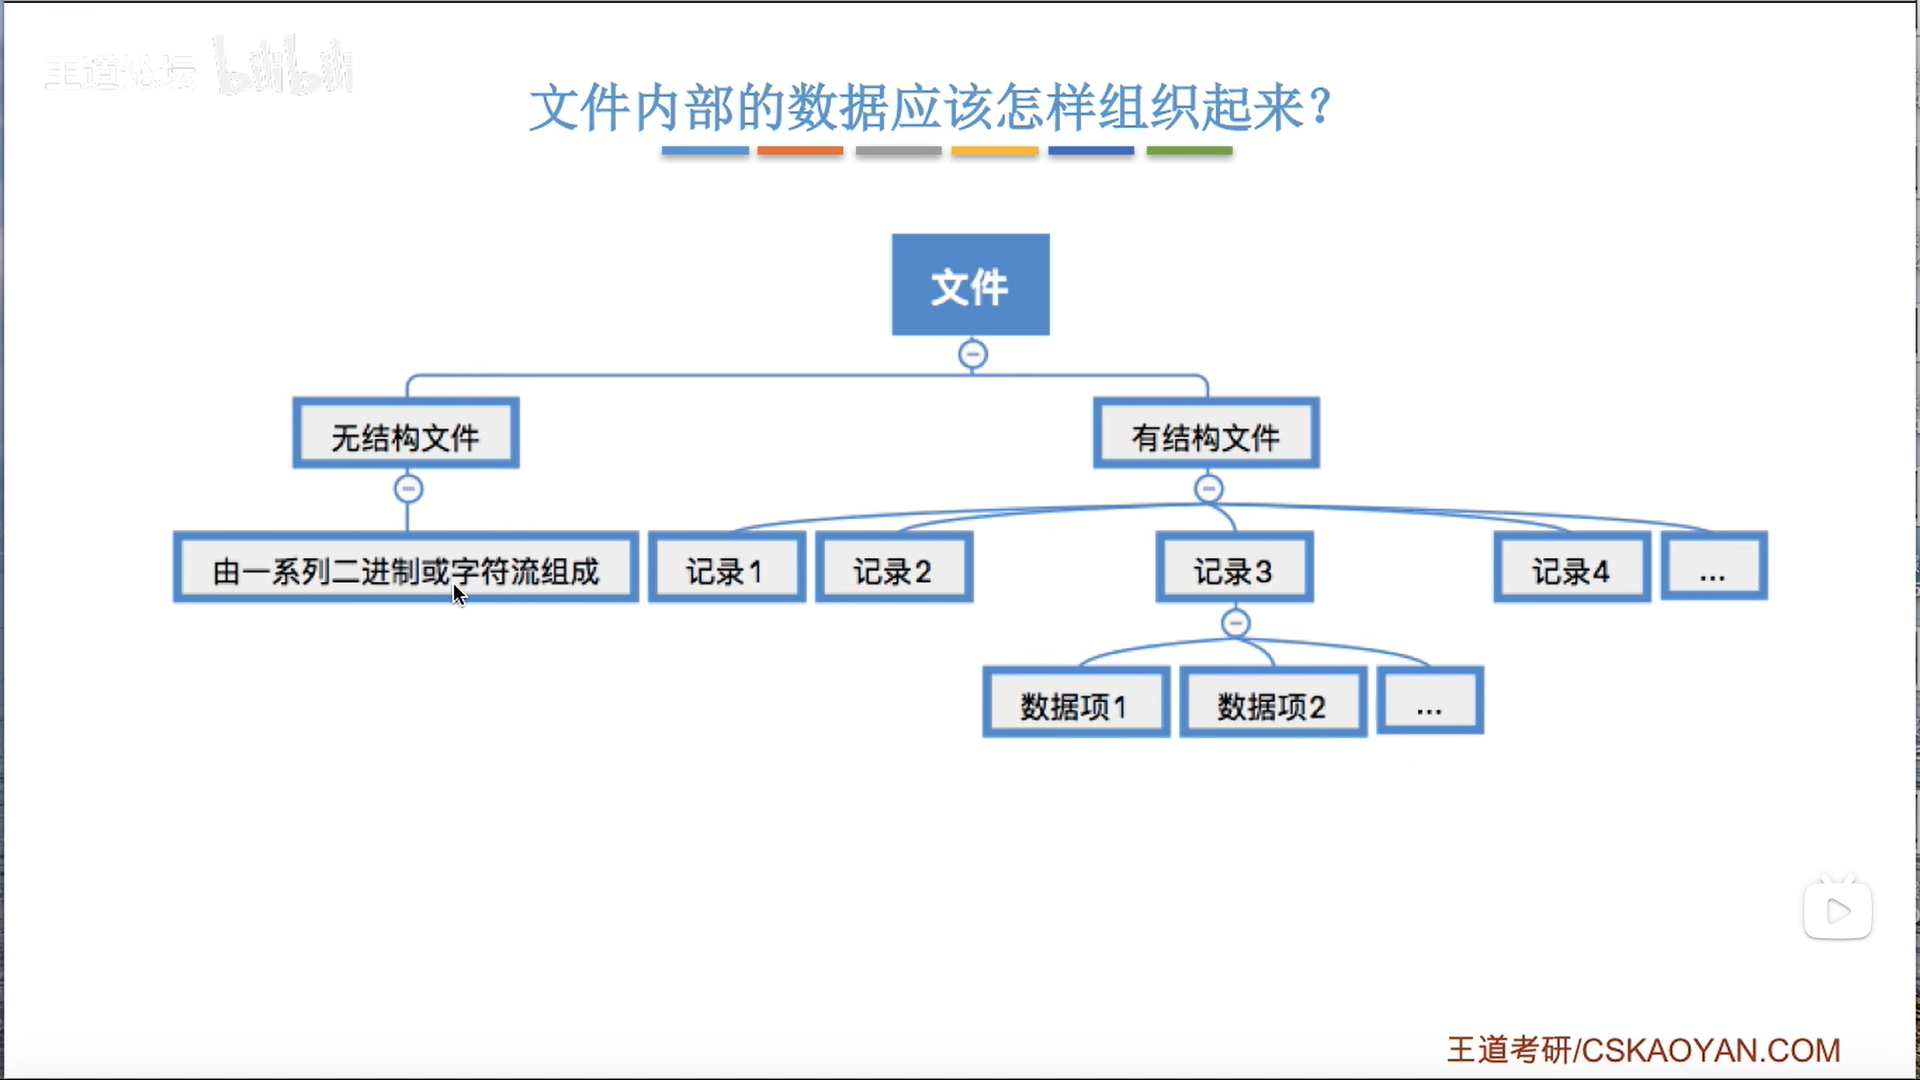 王道论坛 bilibili
文件内部的数据应该怎样组织起来？
文件
无结构文件
有结构文件
由一系列二进制或字符流组成
记录1
记录2
记录3
记录4
...
数据项1
数据项2
...
王道考研/CSKAOYAN.COM